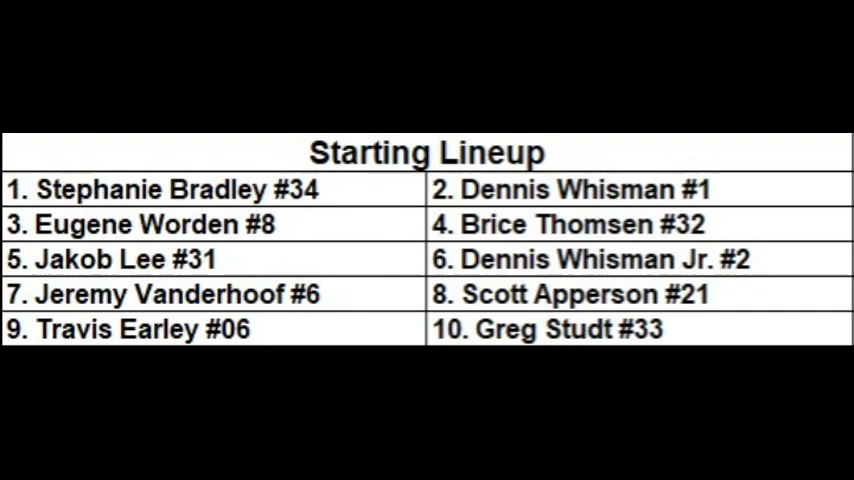 Starting Lineup
1. Stephanie Bradley #34
2. Dennis Whisman #1
3. Eugene Worden #8
4. Brice Thomsen #32
5. Jakob Lee #31
6. Dennis Whisman Jr. #2
7. Jeremy Vanderhoof #6
8. Scott Apperson #21
9. Travis Earley #06
10. Greg Studt #33